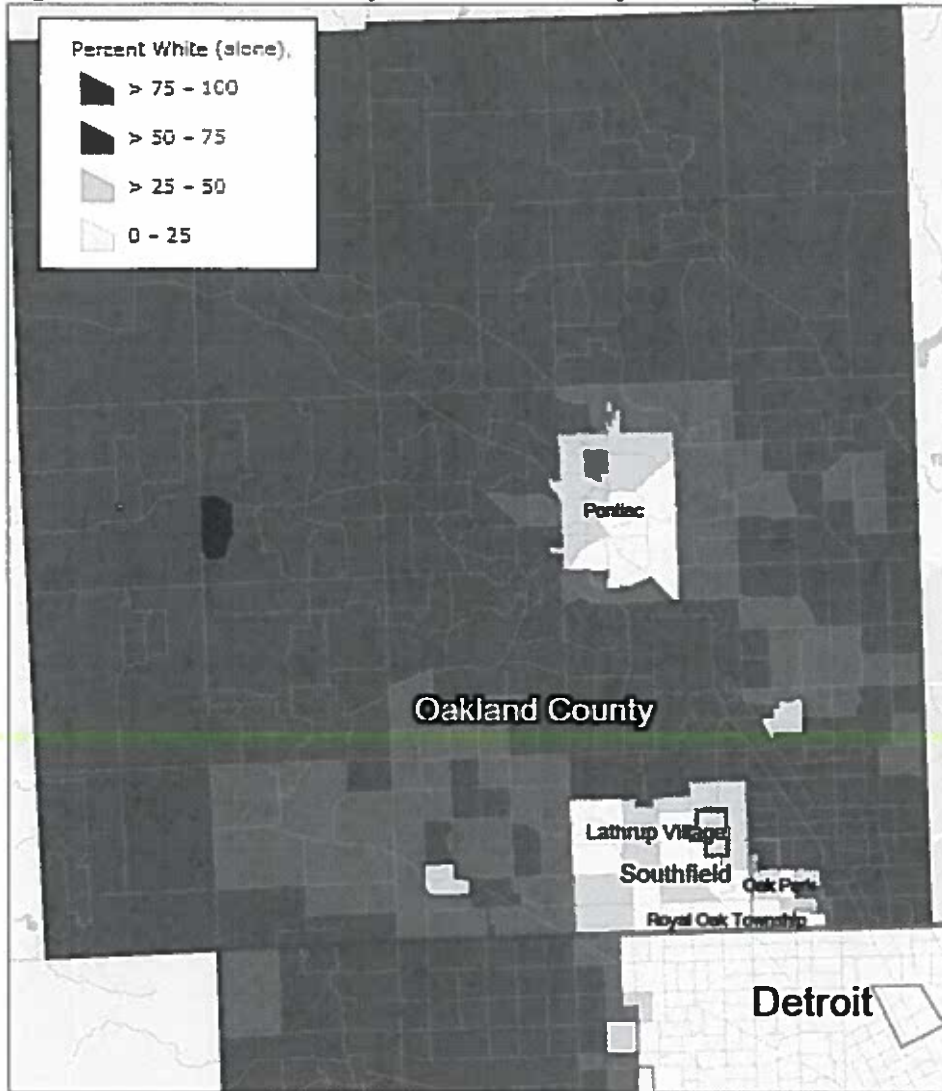 Percent White (alone),
> 75 - 100
> 50 - 75
> 25 - 50
0 - 25
Pontiac
Oakland County
Lathrup Village
Southfield
Oak Park
Royal Oak Township
Detroit